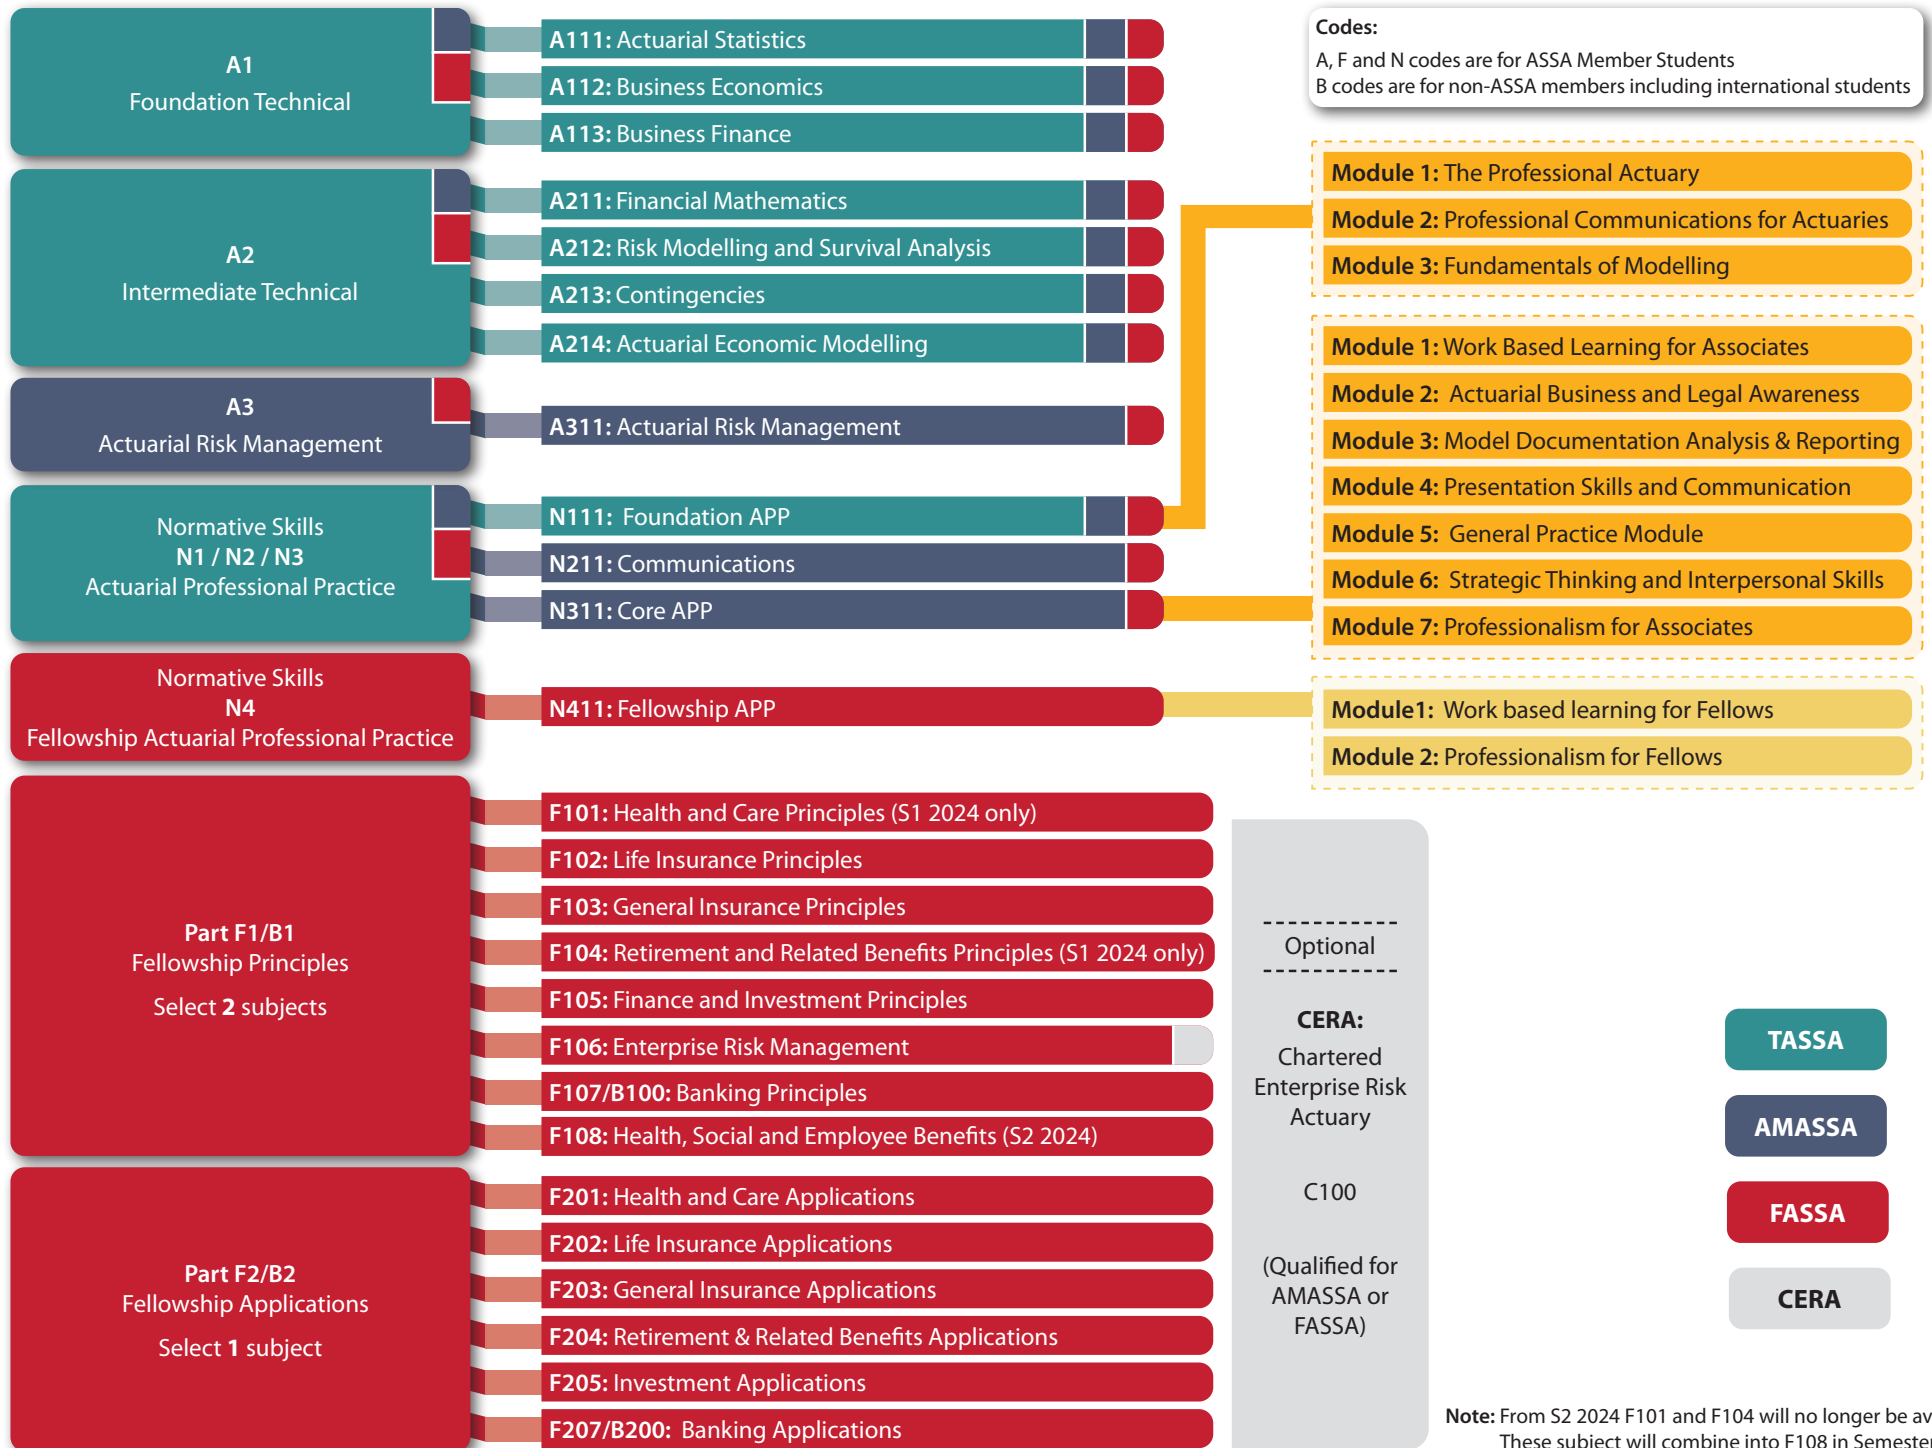 A1
Foundation Technical
A111: Actuarial Statistics
A112: Business Economics
A113: Business Finance
Codes:
A, F and N codes are for ASSA Member Students
B codes are for non-ASSA members including international students
A2
Intermediate Technical
A211: Financial Mathematics
A212: Risk Modelling and Survival Analysis
A213: Contingencies
A214: Actuarial Economic Modelling
Module 1: The Professional Actuary
Module 2: Professional Communications for Actuaries
Module 3: Fundamentals of Modelling
A3
Actuarial Risk Management
A311: Actuarial Risk Management
Module 1: Work Based Learning for Associates
Module 2: Actuarial Business and Legal Awareness
Module 3: Model Documentation Analysis & Reporting
Module 4: Presentation Skills and Communication
Module 5: General Practice Module
Module 6: Strategic Thinking and Interpersonal Skills
Module 7: Professionalism for Associates
Normative Skills
N1 / N2 / N3
Actuarial Professional Practice
N111: Foundation APP
N211: Communications
N311: Core APP
Normative Skills
N4
Fellowship Actuarial Professional Practice
N411: Fellowship APP
Module1: Work based learning for Fellows
Module 2: Professionalism for Fellows
Part F1/B1
Fellowship Principles
Select 2 subjects
F101: Health and Care Principles (S1 2024 only)
F102: Life Insurance Principles
F103: General Insurance Principles
F104: Retirement and Related Benefits Principles (S1 2024 only)
F105: Finance and Investment Principles
F106: Enterprise Risk Management
F107/B100: Banking Principles
F108: Health, Social and Employee Benefits (S2 2024)
Part F2/B2
Fellowship Applications
Select 1 subject
F201: Health and Care Applications
F202: Life Insurance Applications
F203: General Insurance Applications
F204: Retirement & Related Benefits Applications
F205: Investment Applications
F207/B200: Banking Applications
Optional
CERA:
Chartered
Enterprise Risk
Actuary
C100
(Qualified for
AMASSA or
FASSA)
TASSA
AMASSA
FASSA
CERA
Note: From S2 2024 F101 and F104 will no longer be
These subject will combine into F108 in